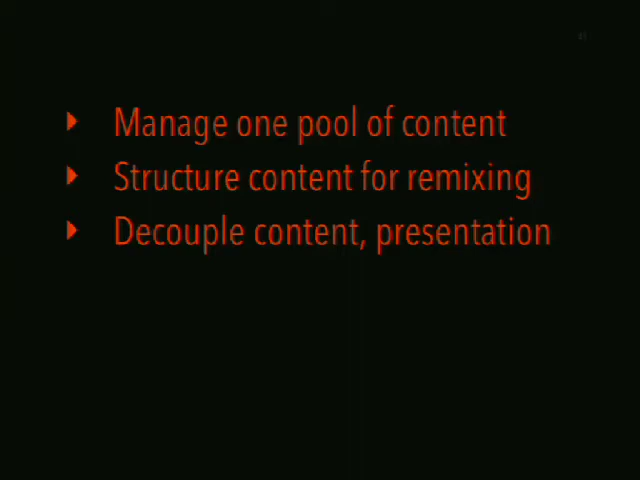 Manage one pool of content
Structure content for remixing
Decouple content, presentation